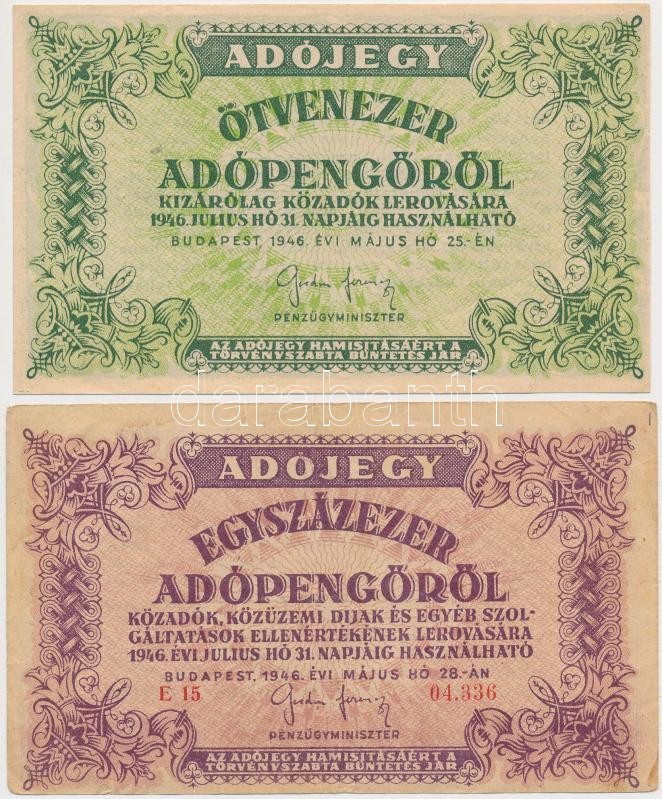 ADÓJEGY
ÖTVENEZER
ADÓPENGŐRŐL
KIZÁRÓLAG KÖZADÓK LEROVÁSÁRA
1946. JULIUS HÓ 31. NAPJÁIG HASZNÁLHATÓ
BUDAPEST, 1946. ÉVI MÁJUS HÓ 25.-ÉN
PÉNZÜGYMINISZTER
AZ ADÓJEGY HAMISITÁSÁÉRT A
TÖRVÉNYSZABTA BÜNTETÉS JÁR
darabanth
ADÓJEGY
EGYSZÁZEZER
ADÓPENGŐRŐL
KÖZADÓK, KÖZÜZEMI DIJAK ÉS EGYÉB SZOL-
GÁLTATÁSOK ELLENÉRTÉKÉNEK LEROVÁSÁRA
1946. ÉVI JULIUS HÓ 31. NAPJÁIG HASZNÁLHATÓ
BUDAPEST, 1946. ÉVI MÁJUS HÓ 28.-ÁN
E 15 04.336
PÉNZÜGYMINISZTER
AZ ADÓJEGY HAMISITÁSÁÉRT A
TÖRVÉNYSZABTA BÜNTETÉS JÁR